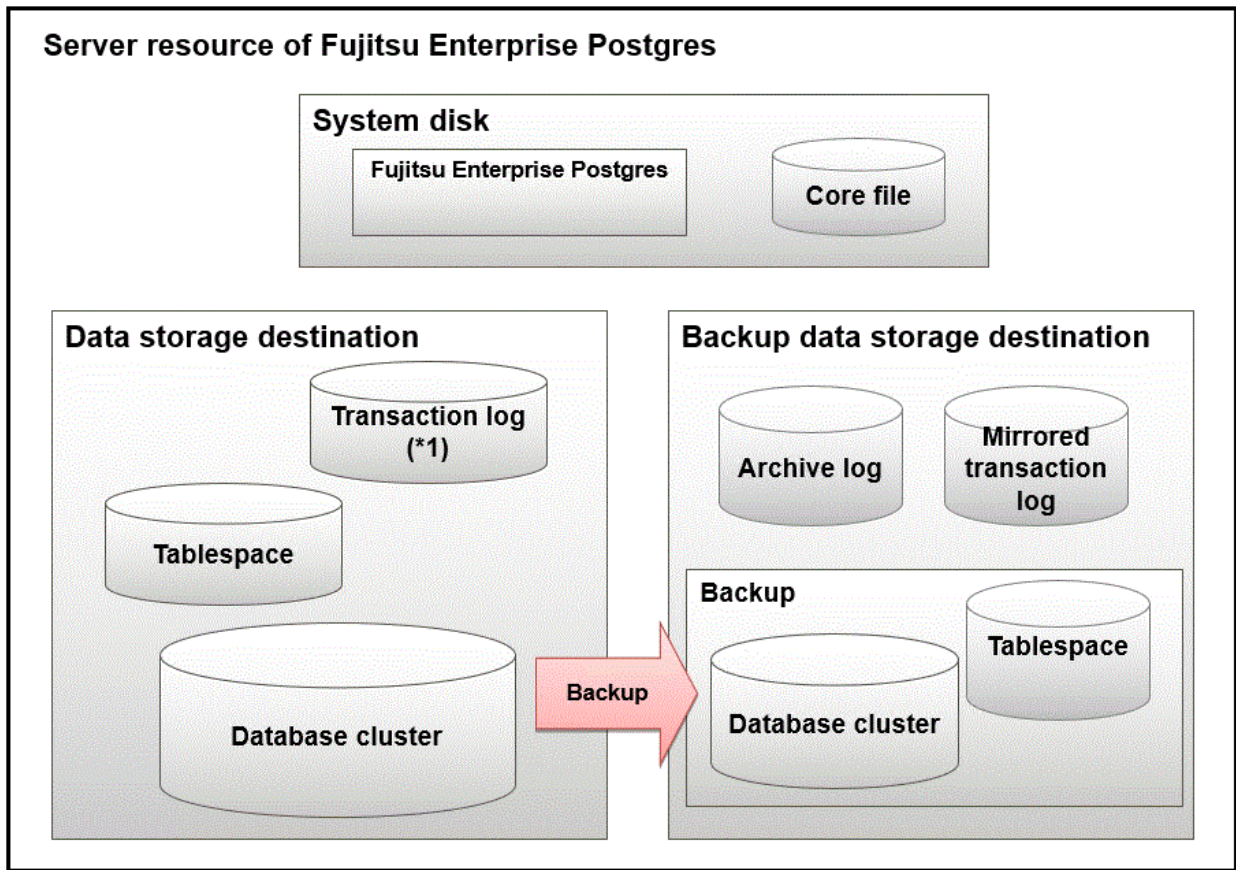 Server resource of Fujitsu Enterprise Postgres
System disk
Fujitsu Enterprise Postgres
Core file
Data storage destination
Transaction log
(*1)
Tablespace
Database cluster
Backup
Backup data storage destination
Archive log
Mirrored
transaction
log
Backup
Database cluster
Tablespace